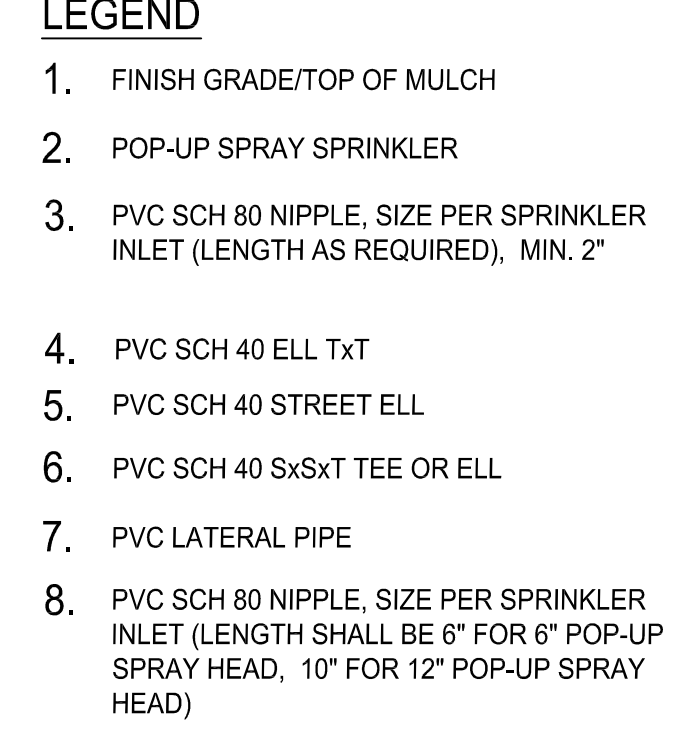 LEGEND
1. FINISH GRADE/TOP OF MULCH
2. POP-UP SPRAY SPRINKLER
3. PVC SCH 80 NIPPLE, SIZE PER SPRINKLER
INLET (LENGTH AS REQUIRED), MIN. 2"
4. PVC SCH 40 ELL TxT
5. PVC SCH 40 STREET ELL
6. PVC SCH 40 SxSxT TEE OR ELL
7. PVC LATERAL PIPE
8. PVC SCH 80 NIPPLE, SIZE PER SPRINKLER
INLET (LENGTH SHALL BE 6" FOR 6" POP-UP
SPRAY HEAD, 10" FOR 12" POP-UP SPRAY
HEAD)